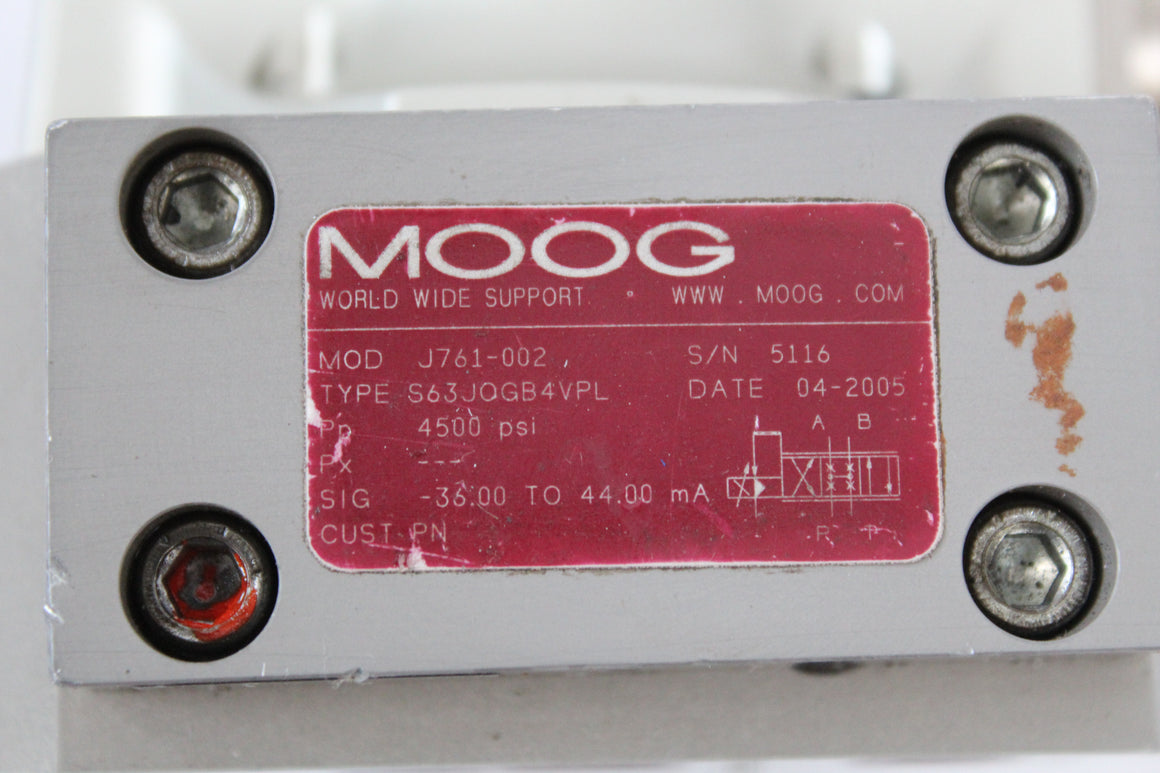 MOOG
WORLD WIDE SUPPORT ° WWW . MOOG . COM
MOD J761-002 S/N 5116
TYPE S63JOGB4VPL DATE 04-2005
Pp 4500 psi A B
Px ---
SIG -36.00 TO 44.00 mA
CUST PN P